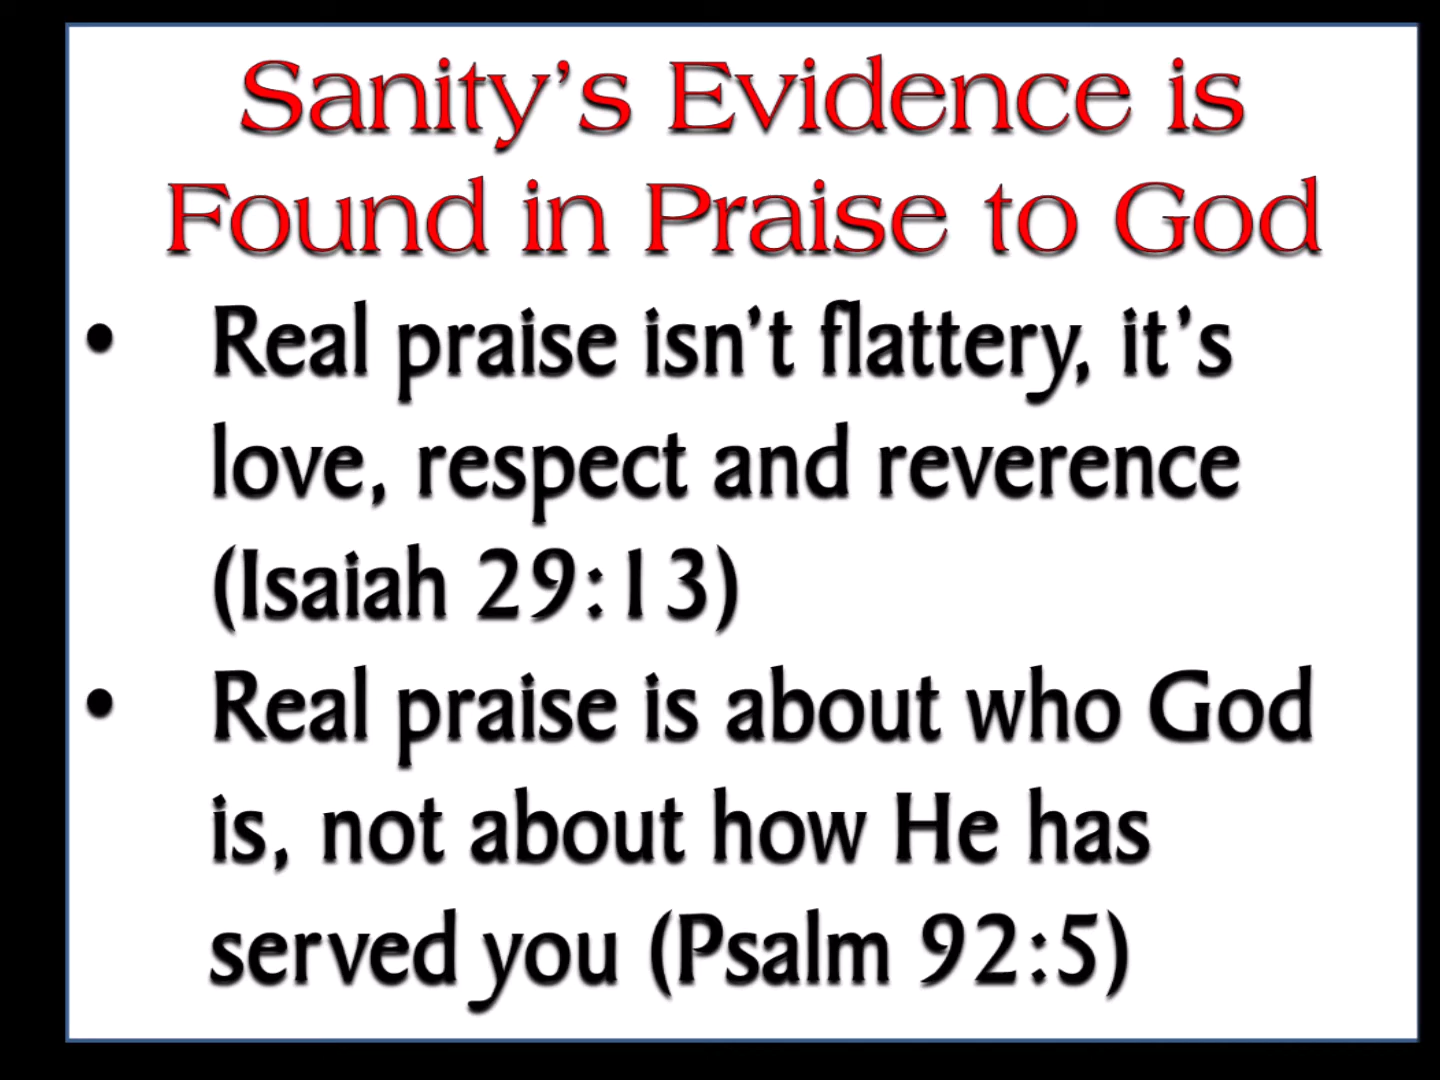 Sanity’s Evidence is
Found in Praise to God
• Real praise isn’t flattery, it’s
love, respect and reverence
(Isaiah 29:13)
• Real praise is about who God
is, not about how He has
served you (Psalm 92:5)